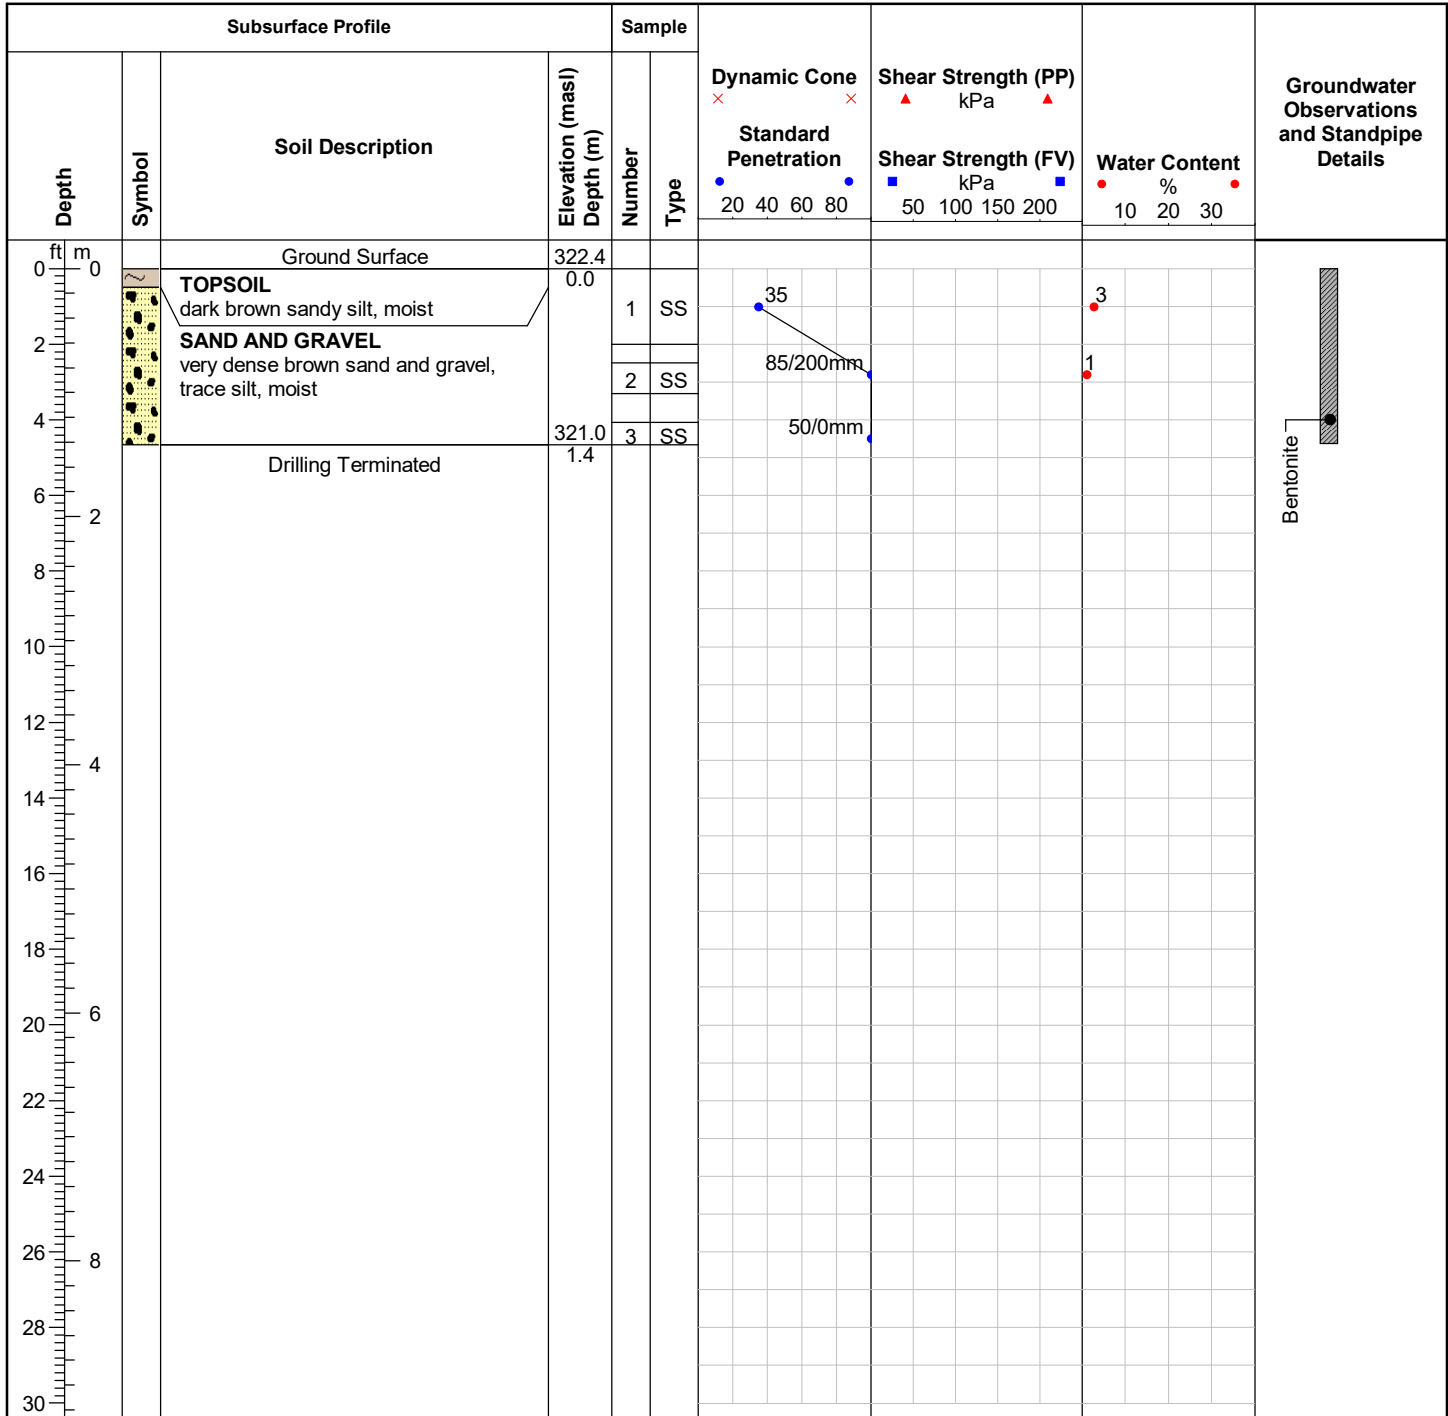 Subsurface Profile
Sample
Depth
Symbol
Soil Description
Elevation (masl)
Depth (m)
Number
Type
Dynamic Cone
Standard
Penetration
20 40 60 80
Shear Strength (PP)
kPa
Shear Strength (FV)
kPa
50 100 150 200
Water Content
%
10 20 30
Groundwater
Observations
and Standpipe
Details
ft m
Ground Surface
322.4
0 0
0.0
TOPSOIL
dark brown sandy silt, moist
1 SS
35
3
SAND AND GRAVEL
very dense brown sand and gravel,
trace silt, moist
2
2 SS
85/200mm
1
4
321.0
3 SS
50/0mm
1.4
Drilling Terminated
Bentonite
6
2
8
10
12
4
14
16
18
6
20
22
24
26
8
28
30